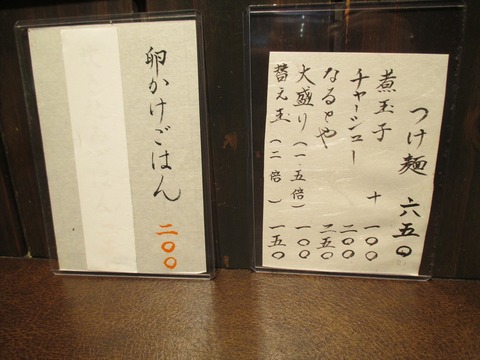 つけ麺 六五〇
煮玉子 十 一〇〇
チャーシュー 二〇〇
なるとや 二五〇
大盛り(一.五倍) 一〇〇
替え玉(二倍) 一五〇
卵かけごはん 二〇〇